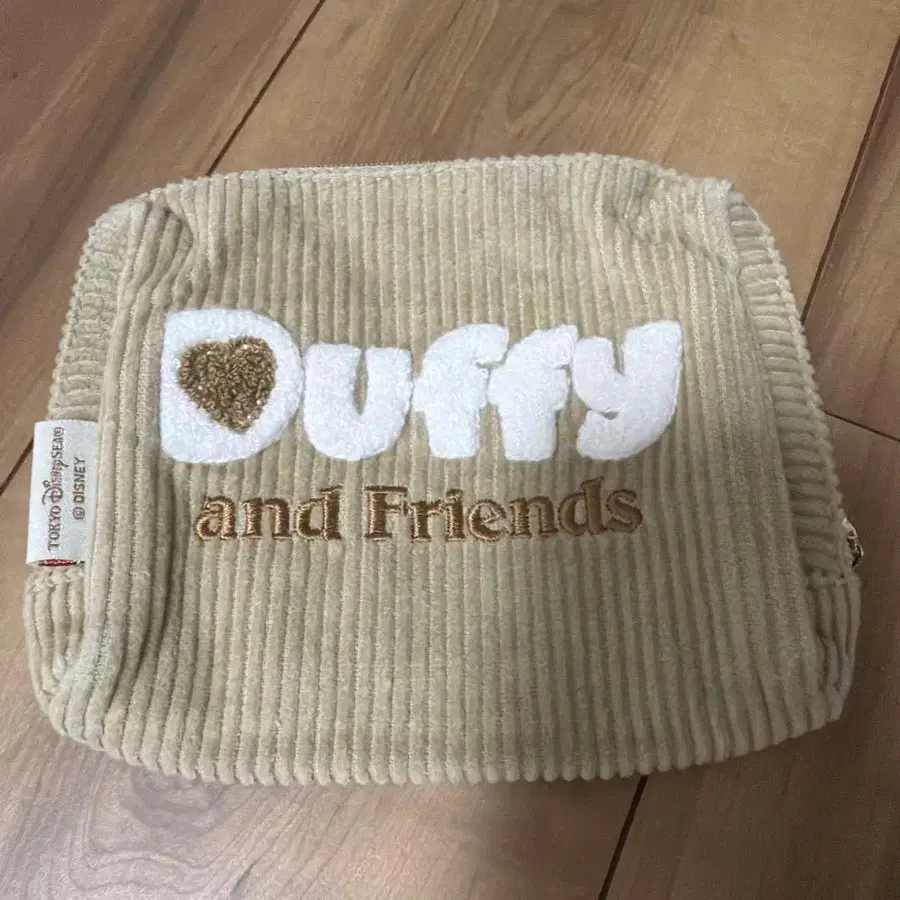 Duffy
and Friends
TOKYO DISNEYSEA®
© DISNEY